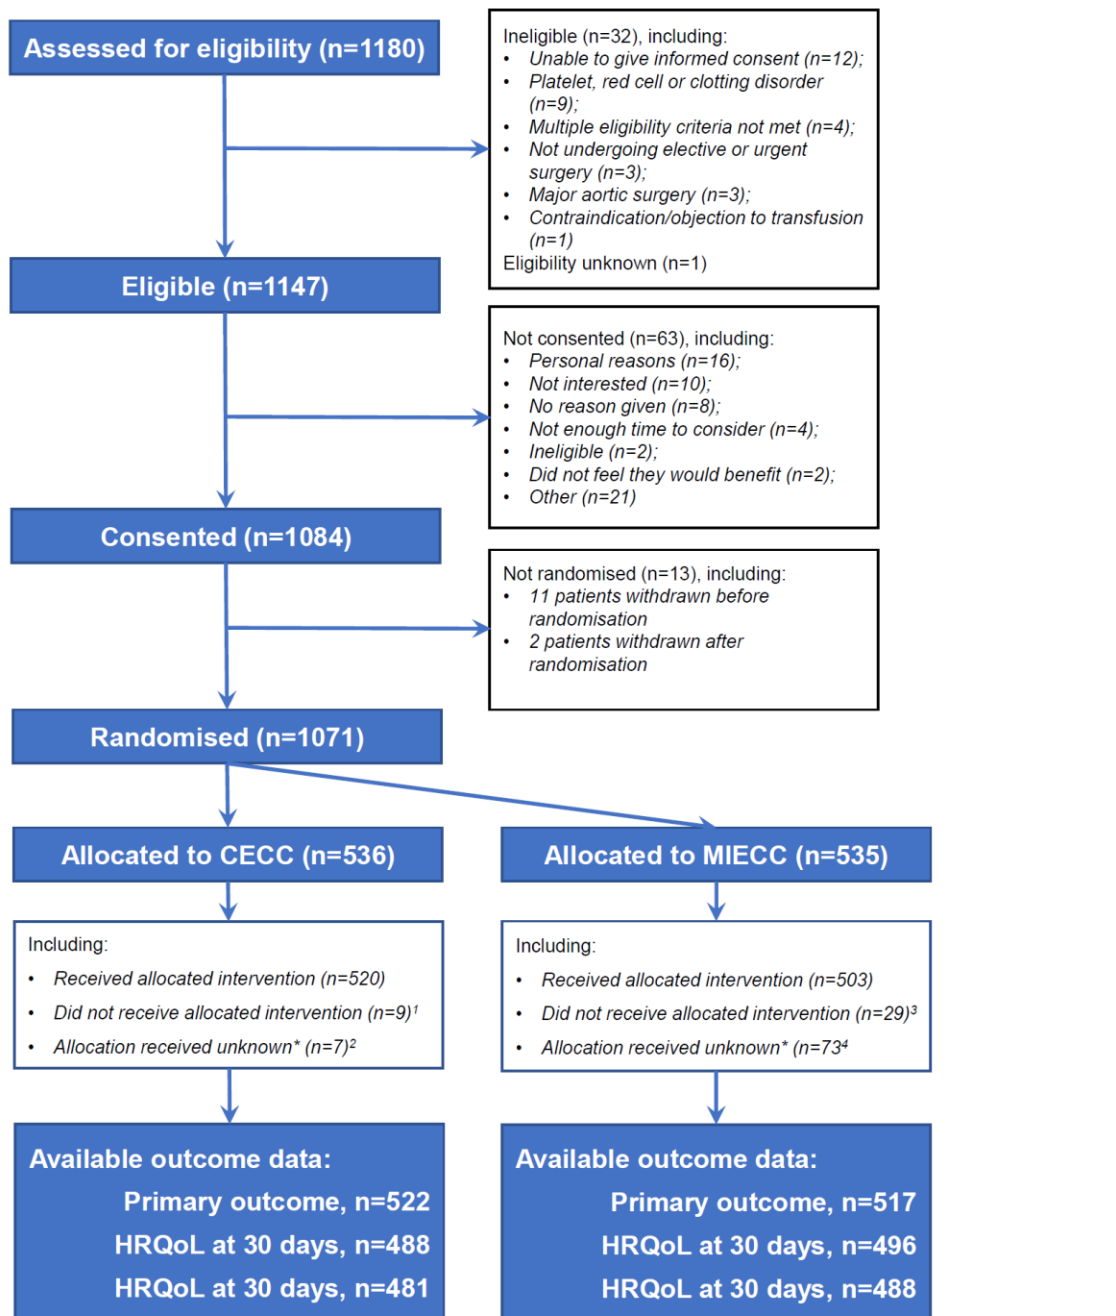 Assessed for eligibility (n=1180)
Ineligible (n=32), including:
• Unable to give informed consent (n=12);
• Platelet, red cell or clotting disorder
(n=9);
• Multiple eligibility criteria not met (n=4);
• Not undergoing elective or urgent
surgery (n=3);
• Major aortic surgery (n=3);
• Contraindication/objection to transfusion
(n=1)
Eligibility unknown (n=1)
Eligible (n=1147)
Not consented (n=63), including:
• Personal reasons (n=16);
• Not interested (n=10);
• No reason given (n=8);
• Not enough time to consider (n=4);
• Ineligible (n=2);
• Did not feel they would benefit (n=2);
• Other (n=21)
Consented (n=1084)
Not randomised (n=13), including:
• 11 patients withdrawn before
randomisation
• 2 patients withdrawn after
randomisation
Randomised (n=1071)
Allocated to CECC (n=536)
Including:
• Received allocated intervention (n=520)
• Did not receive allocated intervention (n=9)¹
• Allocation received unknown* (n=7)²
Available outcome data:
Primary outcome, n=522
HRQoL at 30 days, n=488
HRQoL at 30 days, n=481
Allocated to MIECC (n=535)
Including:
• Received allocated intervention (n=503)
• Did not receive allocated intervention (n=29)³
• Allocation received unknown* (n=73⁴
Available outcome data:
Primary outcome, n=517
HRQoL at 30 days, n=496
HRQoL at 30 days, n=488